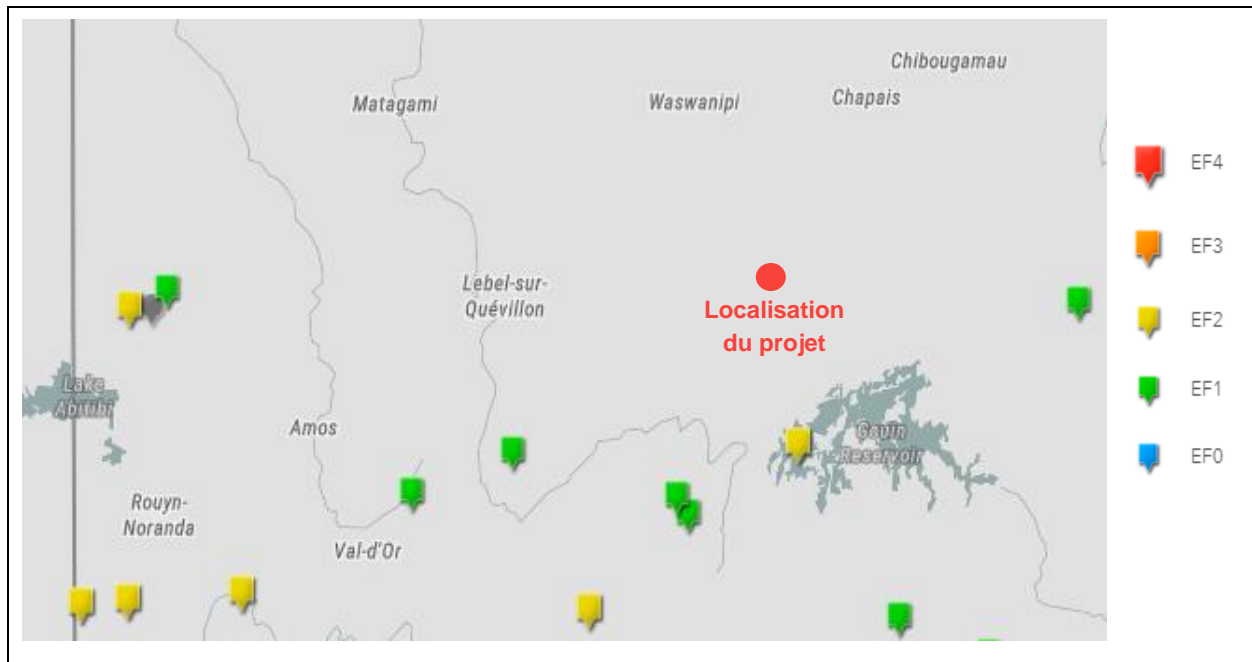 Chibougamau
Matagami
Waswanipi
Chapais
EF4
EF3
Lebel-sur-
Quévillon
Localisation
du projet
EF2
Lake
Abitibi
EF1
Amos
Gouin
Reservoir
EF0
Rouyn-
Noranda
Val-d'Or